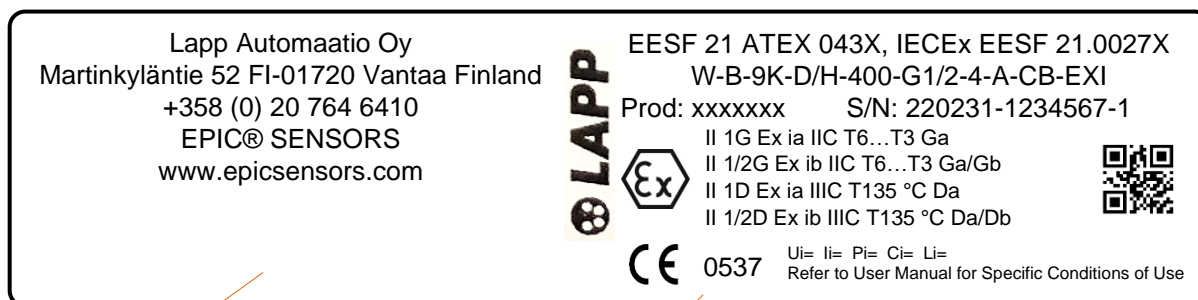 Lapp Automaatio Oy
Martinkyläntie 52 FI-01720 Vantaa Finland
+358 (0) 20 764 6410
EPIC® SENSORS
www.epicsensors.com
LAPP
EESF 21 ATEX 043X, IECEx EESF 21.0027X
W-B-9K-D/H-400-G1/2-4-A-CB-EXI
Prod: xxxxxxx S/N: 220231-1234567-1
II 1G Ex ia IIC T6…T3 Ga
II 1/2G Ex ib IIC T6…T3 Ga/Gb
II 1D Ex ia IIIC T135 °C Da
II 1/2D Ex ib IIIC T135 °C Da/Db
Ex
CE 0537
Ui= Ii= Pi= Ci= Li=
Refer to User Manual for Specific Conditions of Use